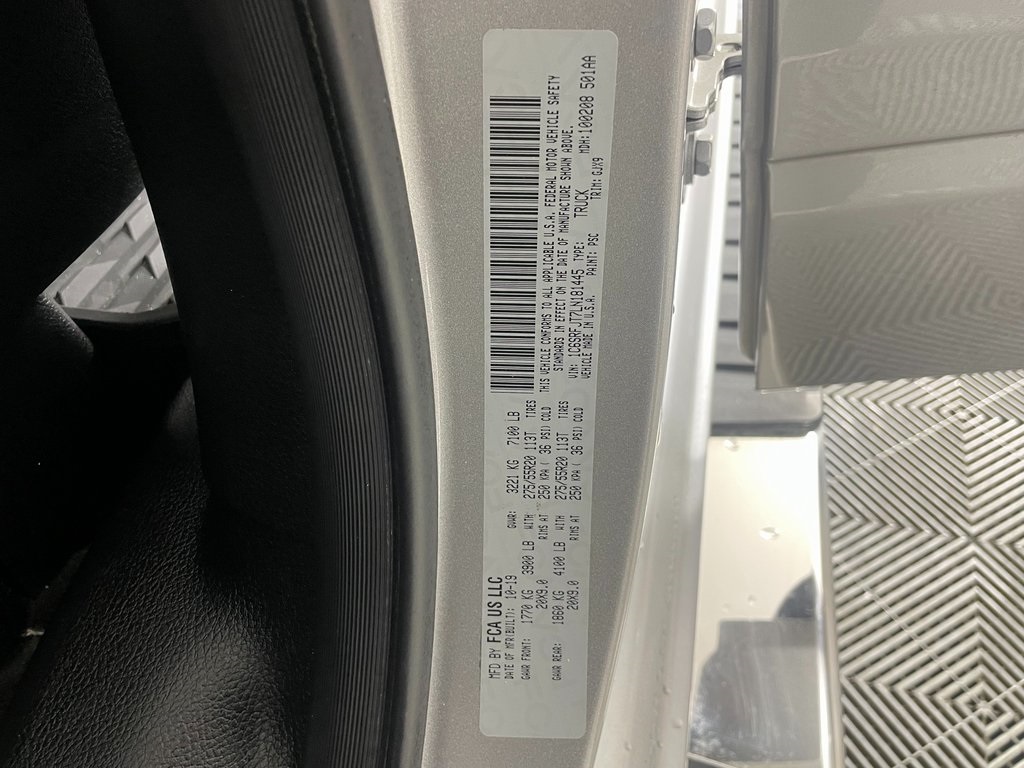 MFD BY FCA US LLC
DATE OF MFR(BUILT): 10-19 GVWR: 3221 KG 7100 LB
GAWR FRONT: 1770 KG 3900 LB WITH 275/55R20 113T TIRES
20X9.0 RIMS AT 250 KPA ( 36 PSI) COLD
GAWR REAR: 1860 KG 4100 LB WITH 275/55R20 113T TIRES
20X9.0 RIMS AT 250 KPA ( 36 PSI) COLD
THIS VEHICLE CONFORMS TO ALL APPLICABLE U.S.A. FEDERAL MOTOR VEHICLE SAFETY
STANDARDS IN EFFECT ON THE DATE OF MANUFACTURE SHOWN ABOVE.
VIN: 1C6SRFJT7LN181445 TYPE: TRUCK MDH:100208 501AA
VEHICLE MADE IN U.S.A. PAINT: PSC TRIM: GJX9